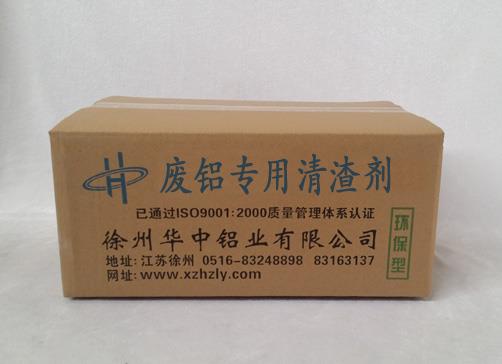 废铝专用清渣剂
已通过ISO9001:2000质量管理体系认证
徐州华中铝业有限公司
地址:江苏徐州 0516-83248898 83163137
网址:www.xzhzly.com
环保型